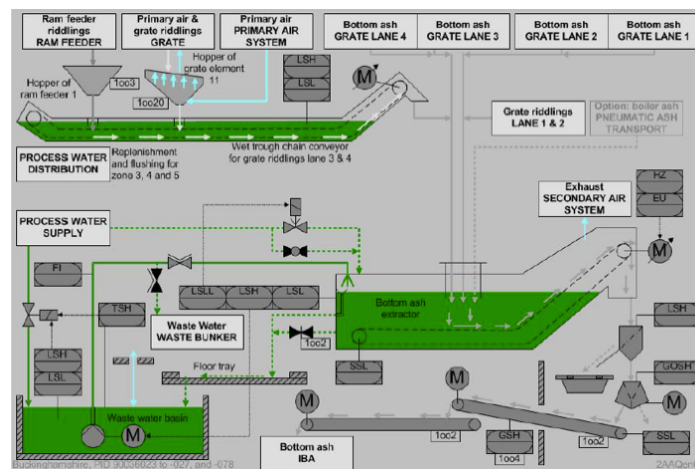 Ram feeder
riddlings
RAM FEEDER
Primary air &
grate riddlings
GRATE
Primary air
PRIMARY AIR
SYSTEM
Bottom ash
GRATE LANE 4
Bottom ash
GRATE LANE 3
Bottom ash
GRATE LANE 2
Bottom ash
GRATE LANE 1
Hopper of
grate element
11
LSH
LSL
M
Hopper of
ram feeder 1
1oo3
1oo20
Grate riddlings
LANE 1 & 2
Option: boiler ash
PNEUMATIC ASH
TRANSPORT
PROCESS WATER
DISTRIBUTION
Replenishment
and flushing for
zone 3, 4 and 5
Wet trough chain conveyor
for grate riddlings lane 3 & 4
Exhaust
SECONDARY AIR
SYSTEM
EU
M
PROCESS WATER
SUPPLY
FI
LSLL
LSH
LSL
Bottom ash
extractor
TSH
Waste Water
WASTE BUNKER
1oo2
LSH
LSH
LSL
SSL
GOSH
Floor tray
Waste water basin
M
M
M
M
Bottom ash
IBA
1oo2
GSH
1oo4
1oo2
SSL
Buckinghamshire, PID 90036023 to -027, and -078